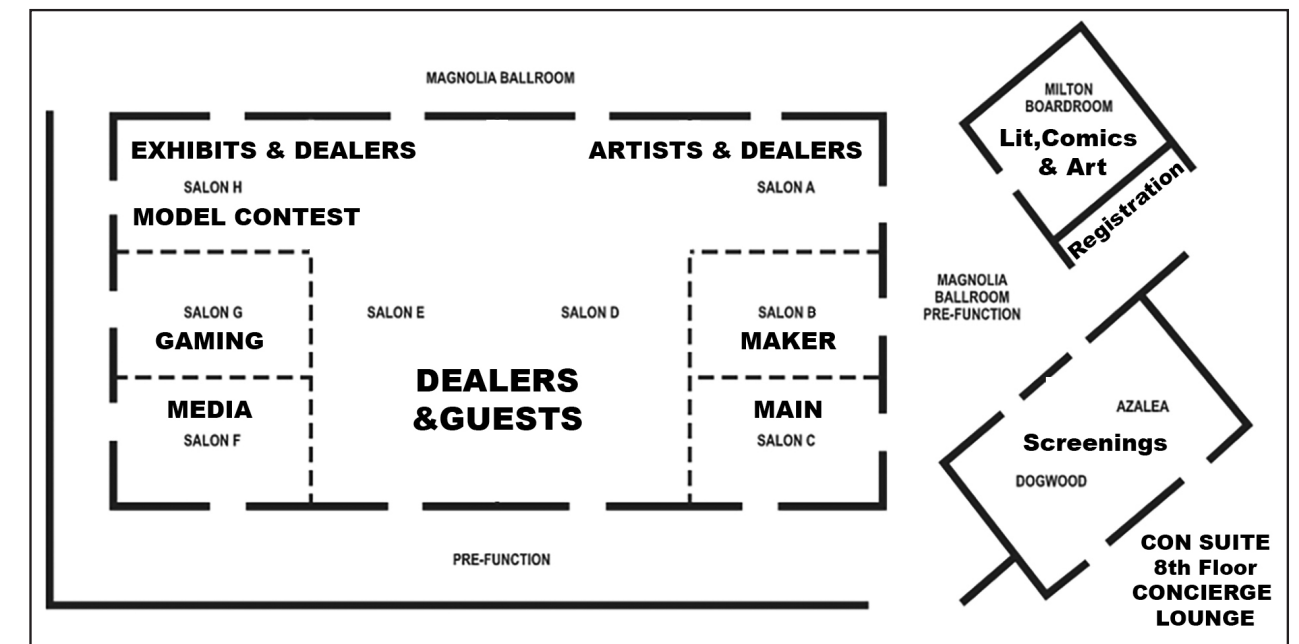 MAGNOLIA BALLROOM
EXHIBITS & DEALERS
SALON H
MODEL CONTEST
ARTISTS & DEALERS
SALON A
MILTON
BOARDROOM
Lit,Comics
& Art
Registration
SALON G
GAMING
SALON E
SALON D
SALON B
MAKER
MAGNOLIA
BALLROOM
PRE-FUNCTION
DEALERS
&GUESTS
MEDIA
SALON F
MAIN
SALON C
AZALEA
Screenings
DOGWOOD
PRE-FUNCTION
CON SUITE
8th Floor
CONCIERGE
LOUNGE